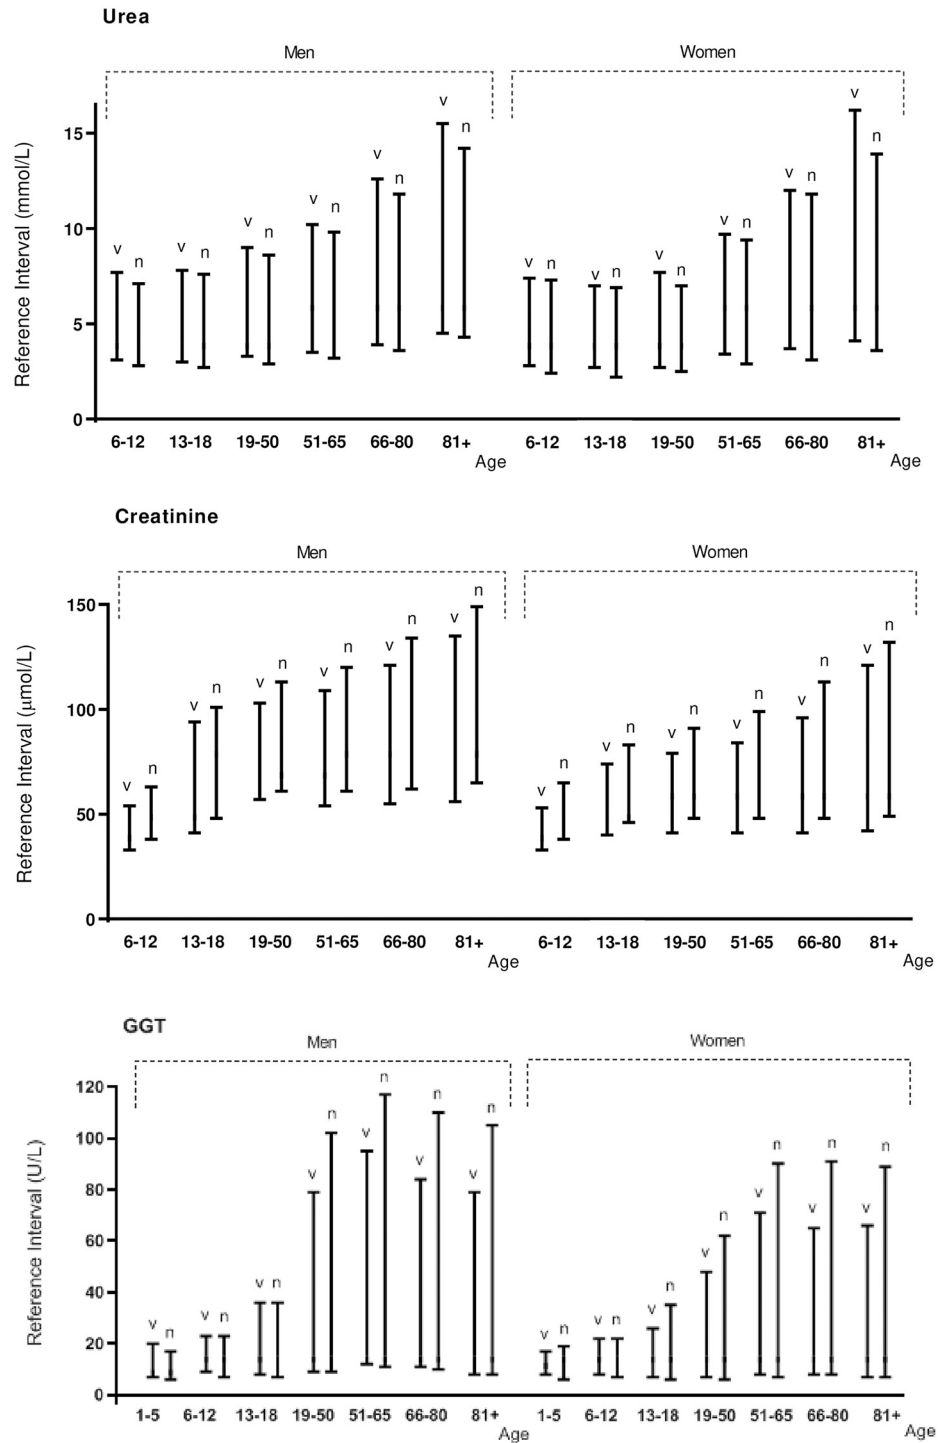 Urea
Men Women
v v v v v v v v v v v v
n n n n n n n n n n n n
Reference Interval (mmol/L)
15
10
5
0
6-12 13-18 19-50 51-65 66-80 81+ 6-12 13-18 19-50 51-65 66-80 81+
Age Age
Creatinine
Men Women
v v v v v v v v v v v v
n n n n n n n n n n n n
Reference Interval (μmol/L)
150
100
50
0
6-12 13-18 19-50 51-65 66-80 81+ 6-12 13-18 19-50 51-65 66-80 81+
Age Age
GGT
Men Women
v v v v v v v v v v v v v v
n n n n n n n n n n n n n n
Reference Interval (U/L)
120
100
80
60
40
20
0
1-5 6-12 13-18 19-50 51-65 66-80 81+ 1-5 6-12 13-18 19-50 51-65 66-80 81+
Age Age